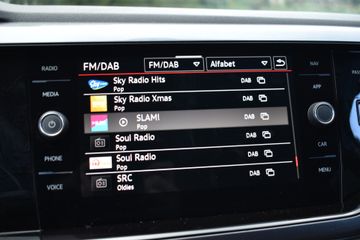 RADIO
MEDIA
PHONE
VOICE
FM/DAB
FM/DAB
Alfabet
Sky Radio Hits
Pop
DAB
Sky Radio Xmas
Pop
DAB
SLAM!
Pop
DAB
Soul Radio
Pop
DAB
Soul Radio
Pop
DAB
SRC
Oldies
DAB
NAV
APPS
CAR
MENU